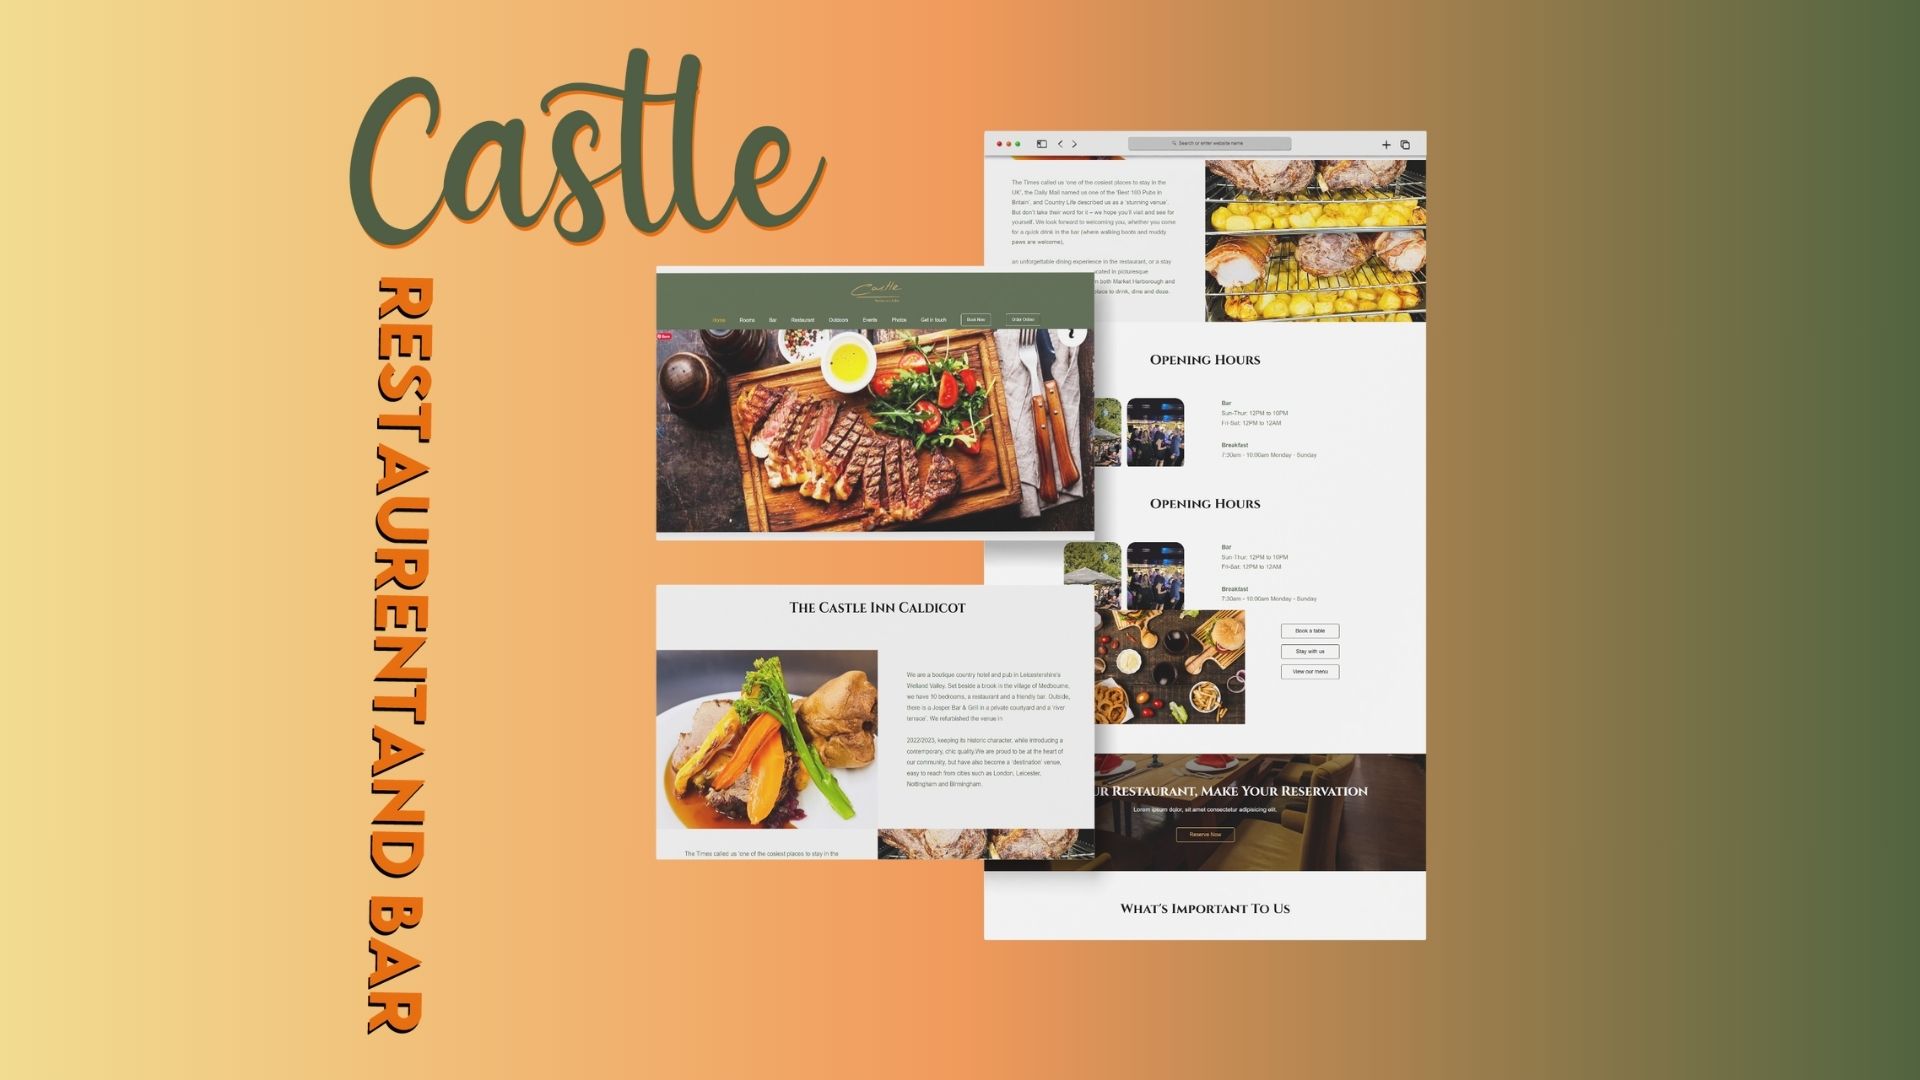 Castle
RESTAURENTAND BAR
Search or enter website name
The Times called us 'one of the cosiest places to stay in the
UK', the Daily Mail named us one of the 'Best 100 Pubs in
Britain', and Country Life described us as a 'stunning venue'.
But don't take their word for it – we hope you'll visit and see for
yourself. We look forward to welcoming you, whether you come
for a quick drink in the bar (where walking boots and muddy
paws are welcome),
an unforgettable dining experience in the restaurant, or a stay
in picturesque
n both Market Harborough and
place to drink, dine and doze.
Castle
Home Rooms Bar Restaurant Outdoors Events Photos Get in touch Book Now Order Online
Save
Opening Hours
Bar
Sun-Thur: 12PM to 10PM
Fri-Sat: 12PM to 12AM
Breakfast
7:30am - 10:00am Monday - Sunday
Opening Hours
Bar
Sun-Thur: 12PM to 10PM
Fri-Sat: 12PM to 12AM
Breakfast
7:30am - 10:00am Monday - Sunday
Book a table
Stay with us
View our menu
The Castle Inn Caldicot
We are a boutique country hotel and pub in Leicestershire's
Welland Valley. Set beside a brook in the village of Medbourne,
we have 10 bedrooms, a restaurant and a friendly bar. Outside,
there is a Josper Bar & Grill in a private courtyard and a 'river
terrace'. We refurbished the venue in
2022/2023, keeping its historic character, while introducing a
contemporary, chic quality.We are proud to be at the heart of
our community, but have also become a 'destination' venue,
easy to reach from cities such as London, Leicester,
Nottingham and Birmingham.
The Times called us 'one of the cosiest places to stay in the
ur Restaurant, Make Your Reservation
Lorem ipsum dolor, sit amet consectetur adipisicing elit.
Reserve Now
What's Important To Us